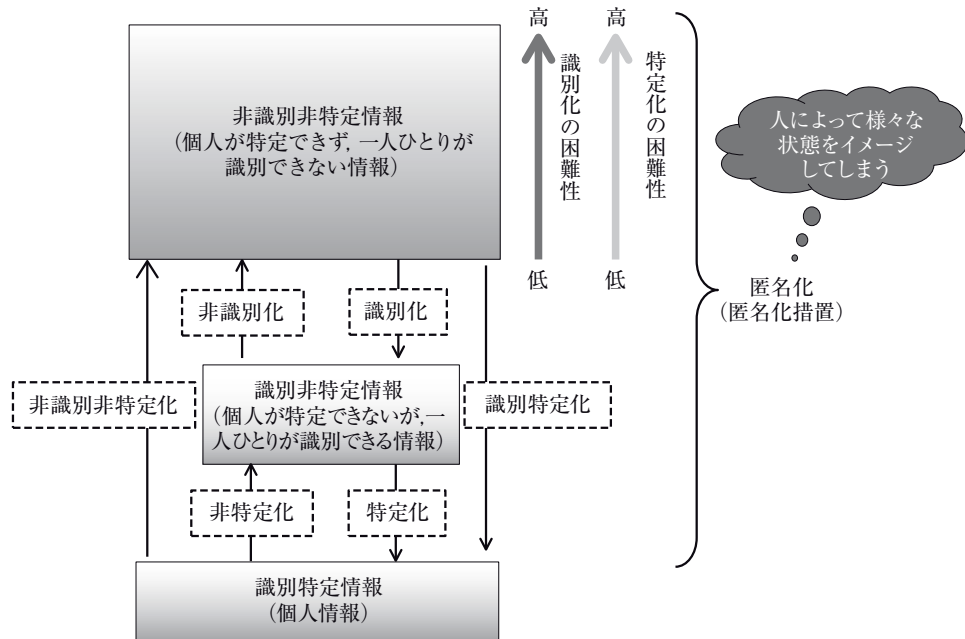 非識別非特定情報
（個人が特定できず，一人ひとりが
識別できない情報）
高
高
識別化の困難性
特定化の困難性
低
低
人によって様々な
状態をイメージ
してしまう
匿名化
（匿名化措置）
非識別化
識別化
非識別非特定化
識別特定化
識別非特定情報
（個人が特定できないが，一
人ひとりが識別できる情報）
非特定化
特定化
識別特定情報
（個人情報）